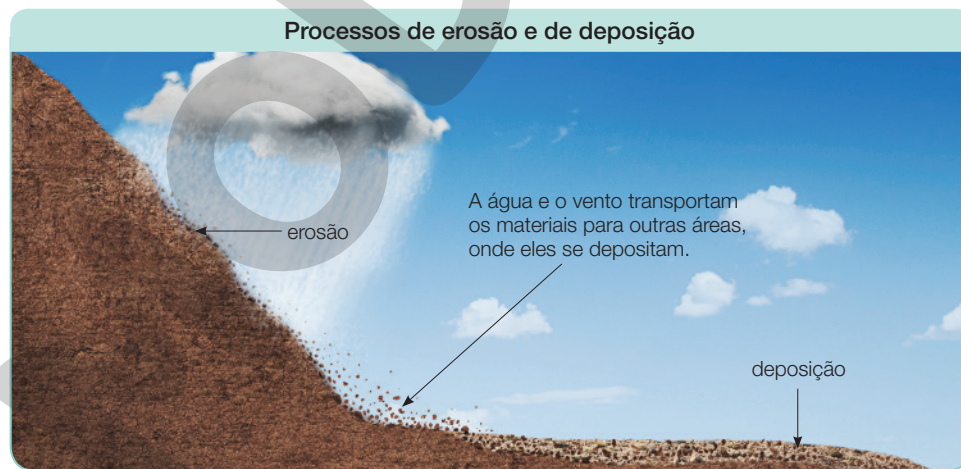 Processos de erosão e de deposição
A água e o vento transportam
os materiais para outras áreas,
onde eles se depositam.
erosão
deposição